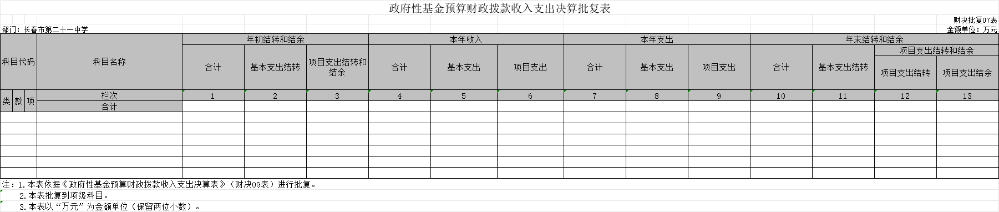 政府性基金预算财政拨款收入支出决算批复表
财决批复07表
部门：长春市第二十一中学
金额单位：万元
科目代码 科目名称 年初结转和结余 本年收入 本年支出 年末结转和结余
合计 基本支出结转 项目支出结转和结余 合计 基本支出 项目支出 合计 基本支出 项目支出 合计 基本支出结转 项目支出结转和结余
项目支出结转 项目支出结余
类 款 项 栏次 1 2 3 4 5 6 7 8 9 10 11 12 13
合计
注：1.本表依据《政府性基金预算财政拨款收入支出决算表》（财决09表）进行批复。
2.本表批复到项级科目。
3.本表以“万元”为金额单位（保留两位小数）。